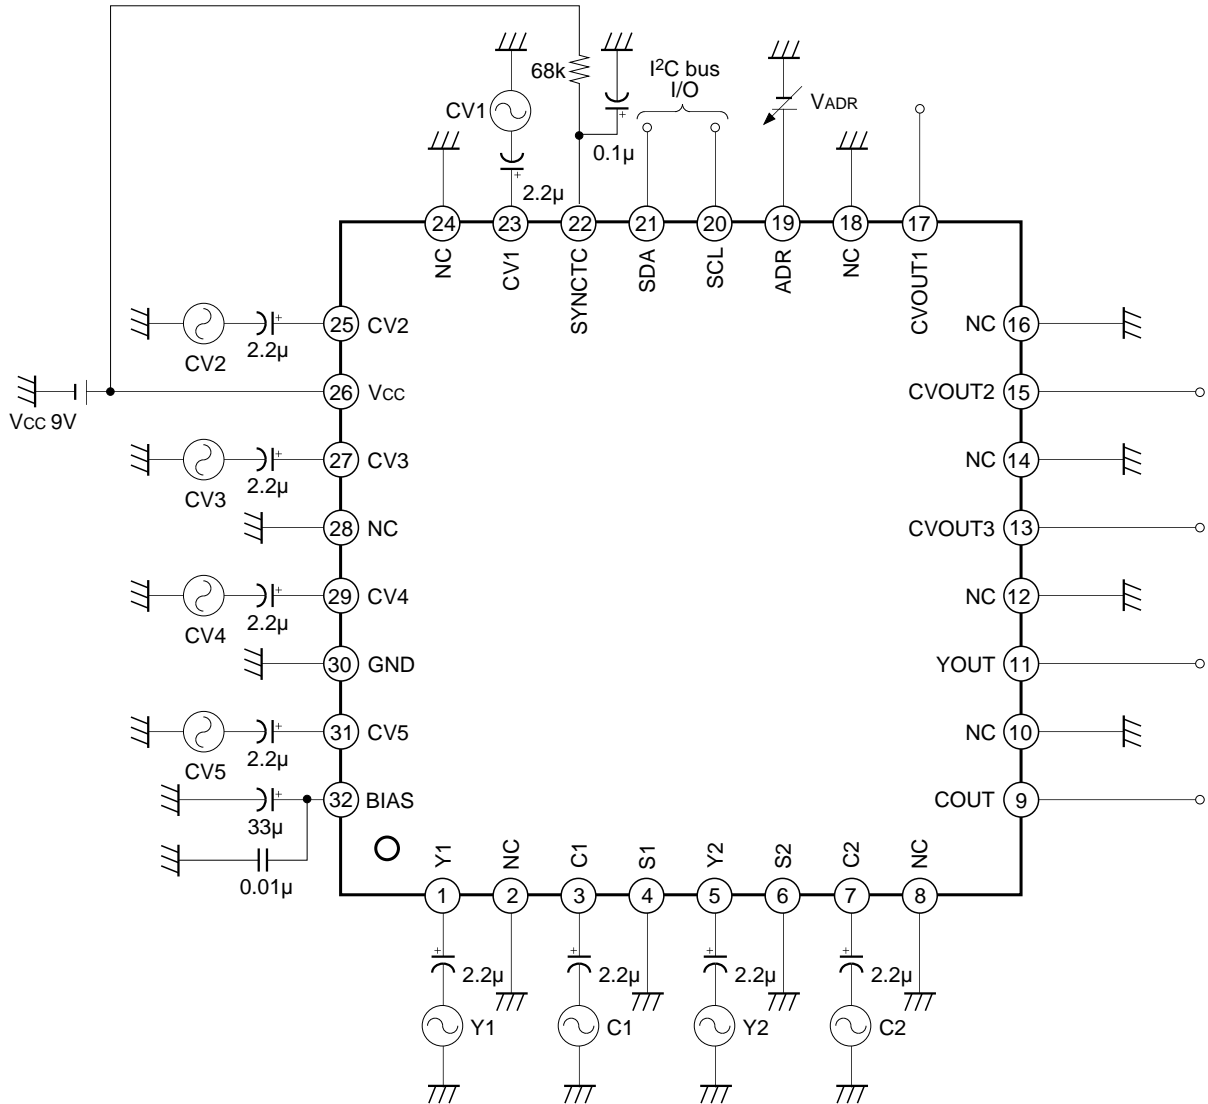 I2C bus
I/O
68k
CV1
VADR
0.1μ
2.2μ
24 23 22 21 20 19 18 17
NC CV1 SYNCTC SDA SCL ADR NC CVOUT1
25 CV2
2.2μ
CV2
NC 16
26 VCC
VCC 9V
CVOUT2 15
27 CV3
2.2μ
CV3
NC 14
28 NC
CVOUT3 13
29 CV4
2.2μ
CV4
NC 12
30 GND
YOUT 11
31 CV5
2.2μ
CV5
NC 10
32 BIAS
33μ
COUT 9
0.01μ
Y1 NC C1 S1 Y2 S2 C2 NC
1 2 3 4 5 6 7 8
2.2μ 2.2μ 2.2μ 2.2μ
Y1 C1 Y2 C2